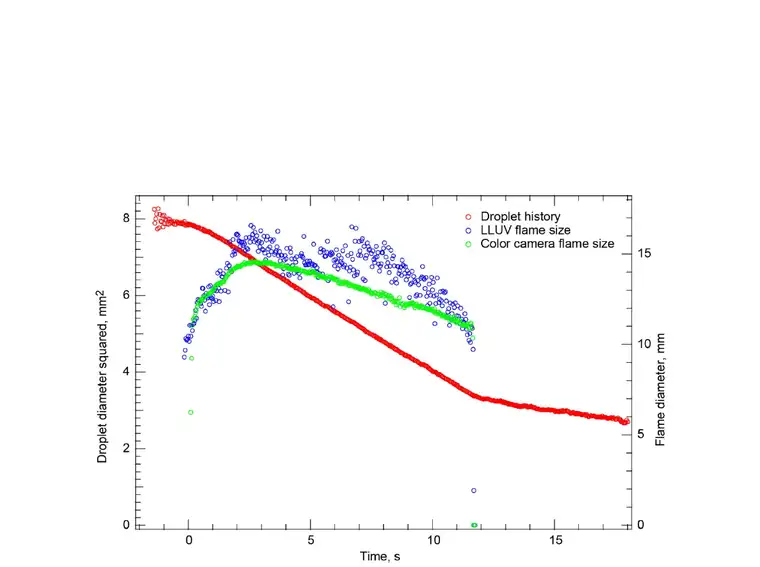 Droplet history
LLUV flame size
Color camera flame size
Droplet diameter squared, mm2
8
6
4
2
0
15
10
5
0
Flame diameter, mm
0
5
10
15
Time, s